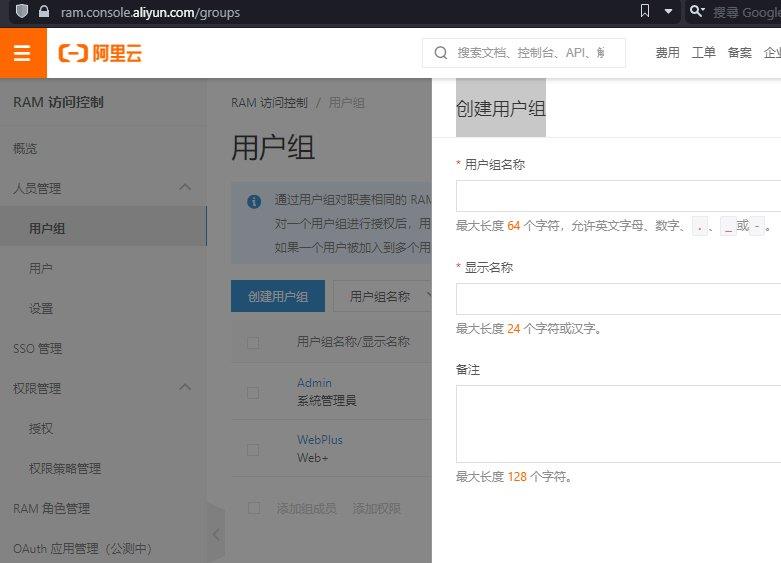 ram.console.aliyun.com/groups
搜尋 Google
阿里云
搜索文档、控制台、API、解
费用 工单 备案 企业
RAM 访问控制
概览
人员管理
用户组
用户
设置
SSO 管理
权限管理
授权
权限策略管理
RAM 角色管理
OAuth 应用管理（公测中）
RAM 访问控制 / 用户组
用户组
通过用户组对职责相同的 RAM
对一个用户组进行授权后，用
如果一个用户被加入到多个用
创建用户组
用户组名称
用户组名称/显示名称
Admin
系統管理員
WebPlus
Web+
添加组成员 添加权限
创建用户组
* 用户组名称
最大长度 64 个字符，允许英文字母、数字、.、_或-。
* 显示名称
最大长度 24 个字符或汉字。
备注
最大长度 128 个字符。